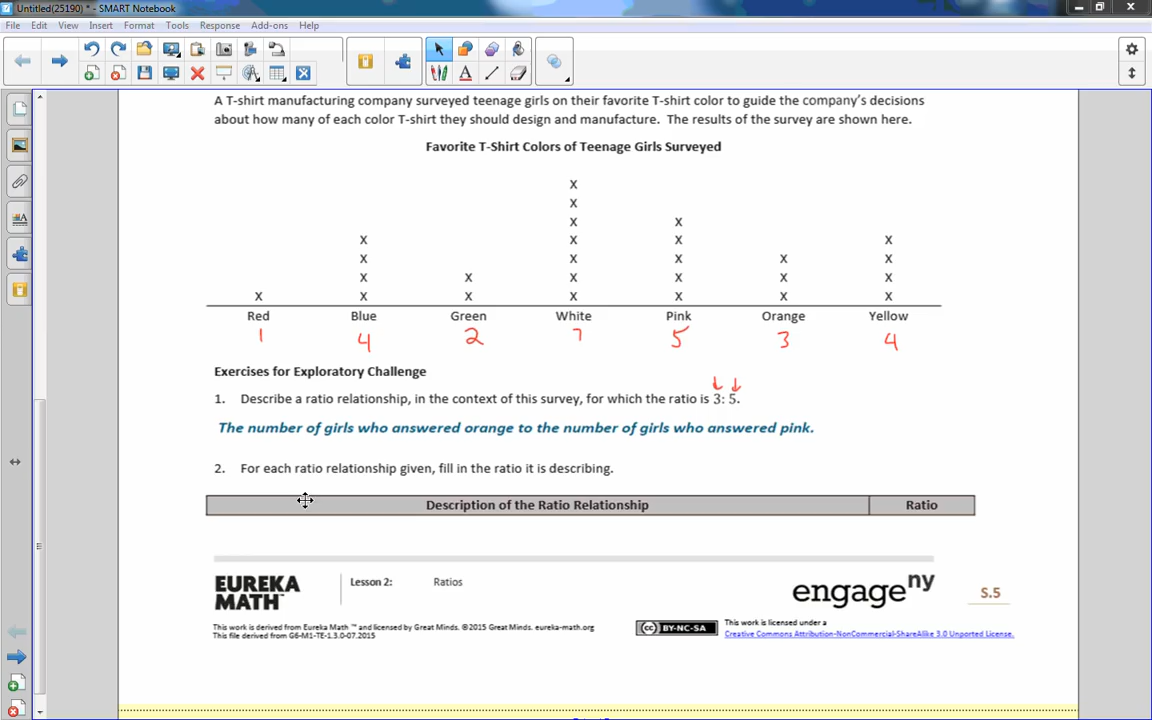 Untitled(25190) * - SMART Notebook
File Edit View Insert Format Tools Response Add-ons Help
A T-shirt manufacturing company surveyed teenage girls on their favorite T-shirt color to guide the company's decisions
about how many of each color T-shirt they should design and manufacture. The results of the survey are shown here.
Favorite T-Shirt Colors of Teenage Girls Surveyed
X
X
X X
X X X X
X X X X X
X X X X X X
X X X X X X X
Red Blue Green White Pink Orange Yellow
1 4 2 7 5 3 4
Exercises for Exploratory Challenge
1. Describe a ratio relationship, in the context of this survey, for which the ratio is 3: 5.
The number of girls who answered orange to the number of girls who answered pink.
2. For each ratio relationship given, fill in the ratio it is describing.
Description of the Ratio Relationship Ratio
EUREKA MATH™ Lesson 2: Ratios engage ny S.5
This work is derived from Eureka Math ™ and licensed by Great Minds. ©2015 Great Minds. eureka-math.org
This file derived from G6-M1-TE-1.3.0-07.2015
(cc) BY-NC-SA
This work is licensed under a
Creative Commons Attribution-NonCommercial-ShareAlike 3.0 Unported License.